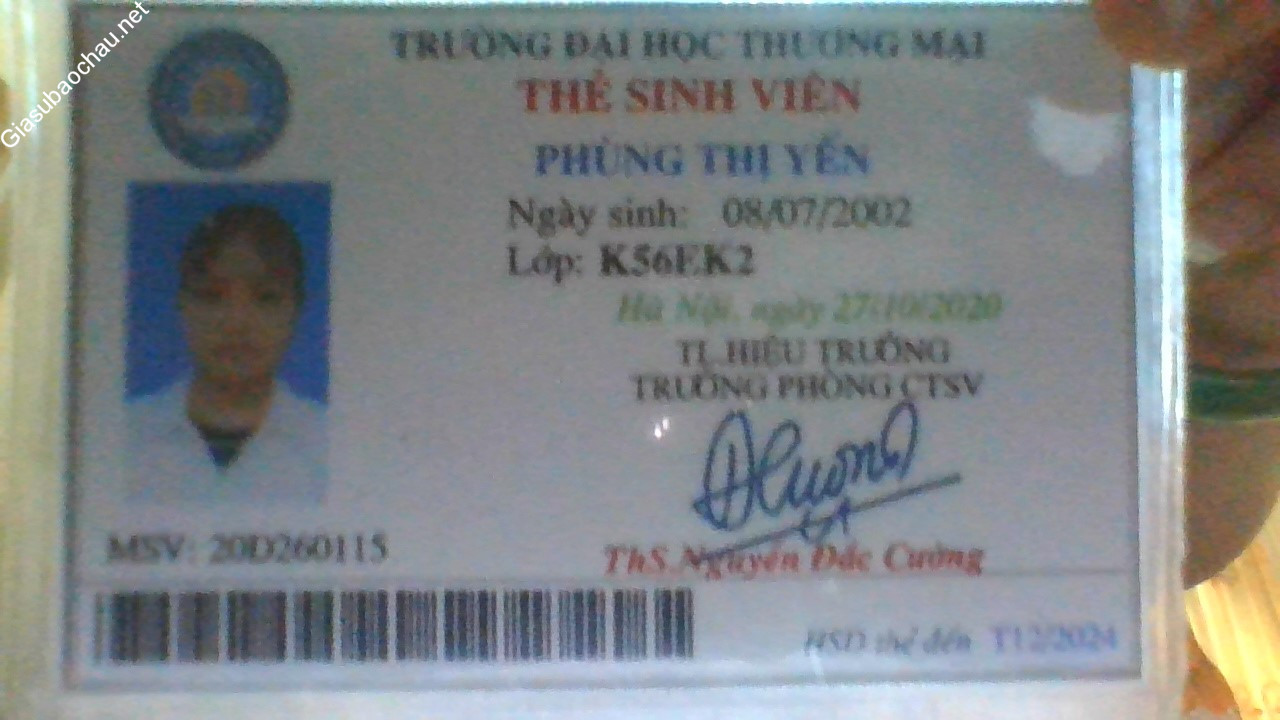 Giasubaochau.net
TRƯỜNG ĐẠI HỌC THƯƠNG MẠI
THẺ SINH VIÊN
PHÙNG THỊ YẾN
Ngày sinh: 08/07/2002
Lớp: K56EK2
Hà Nội, ngày 27/10/2020
TL.HIỆU TRƯỞNG
TRƯỞNG PHÒNG CTSV
ThS.Nguyễn Đắc Cường
MSV: 20D260115
HSD thẻ đến T12/2024